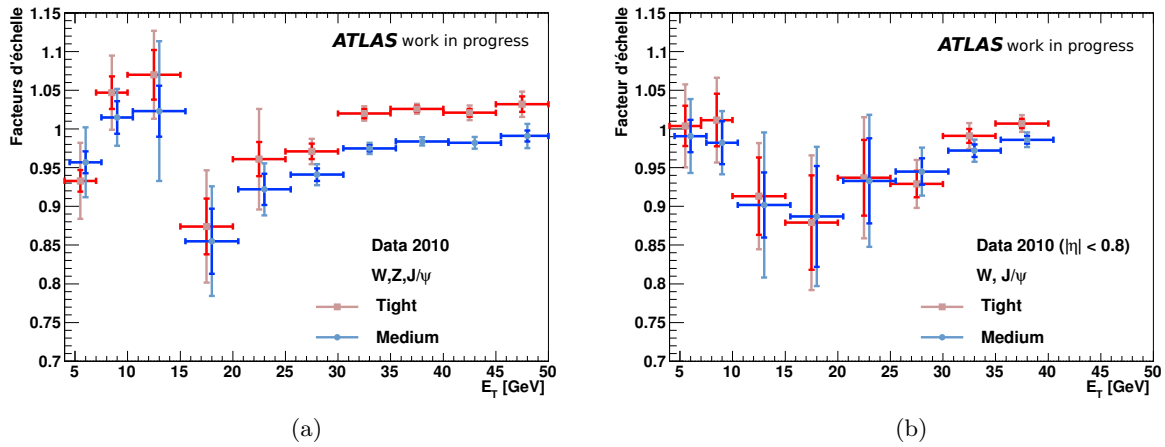 Facteurs d'échelle
1.15
1.1
1.05
1
0.95
0.9
0.85
0.8
0.75
0.7
ATLAS work in progress
Data 2010
W,Z,J/ψ
Tight
Medium
5 10 15 20 25 30 35 40 45 50
E_T [GeV]
(a)
Facteur d'échelle
1.15
1.1
1.05
1
0.95
0.9
0.85
0.8
0.75
0.7
ATLAS work in progress
Data 2010 (|η| < 0.8)
W, J/ψ
Tight
Medium
5 10 15 20 25 30 35 40 45 50
E_T [GeV]
(b)